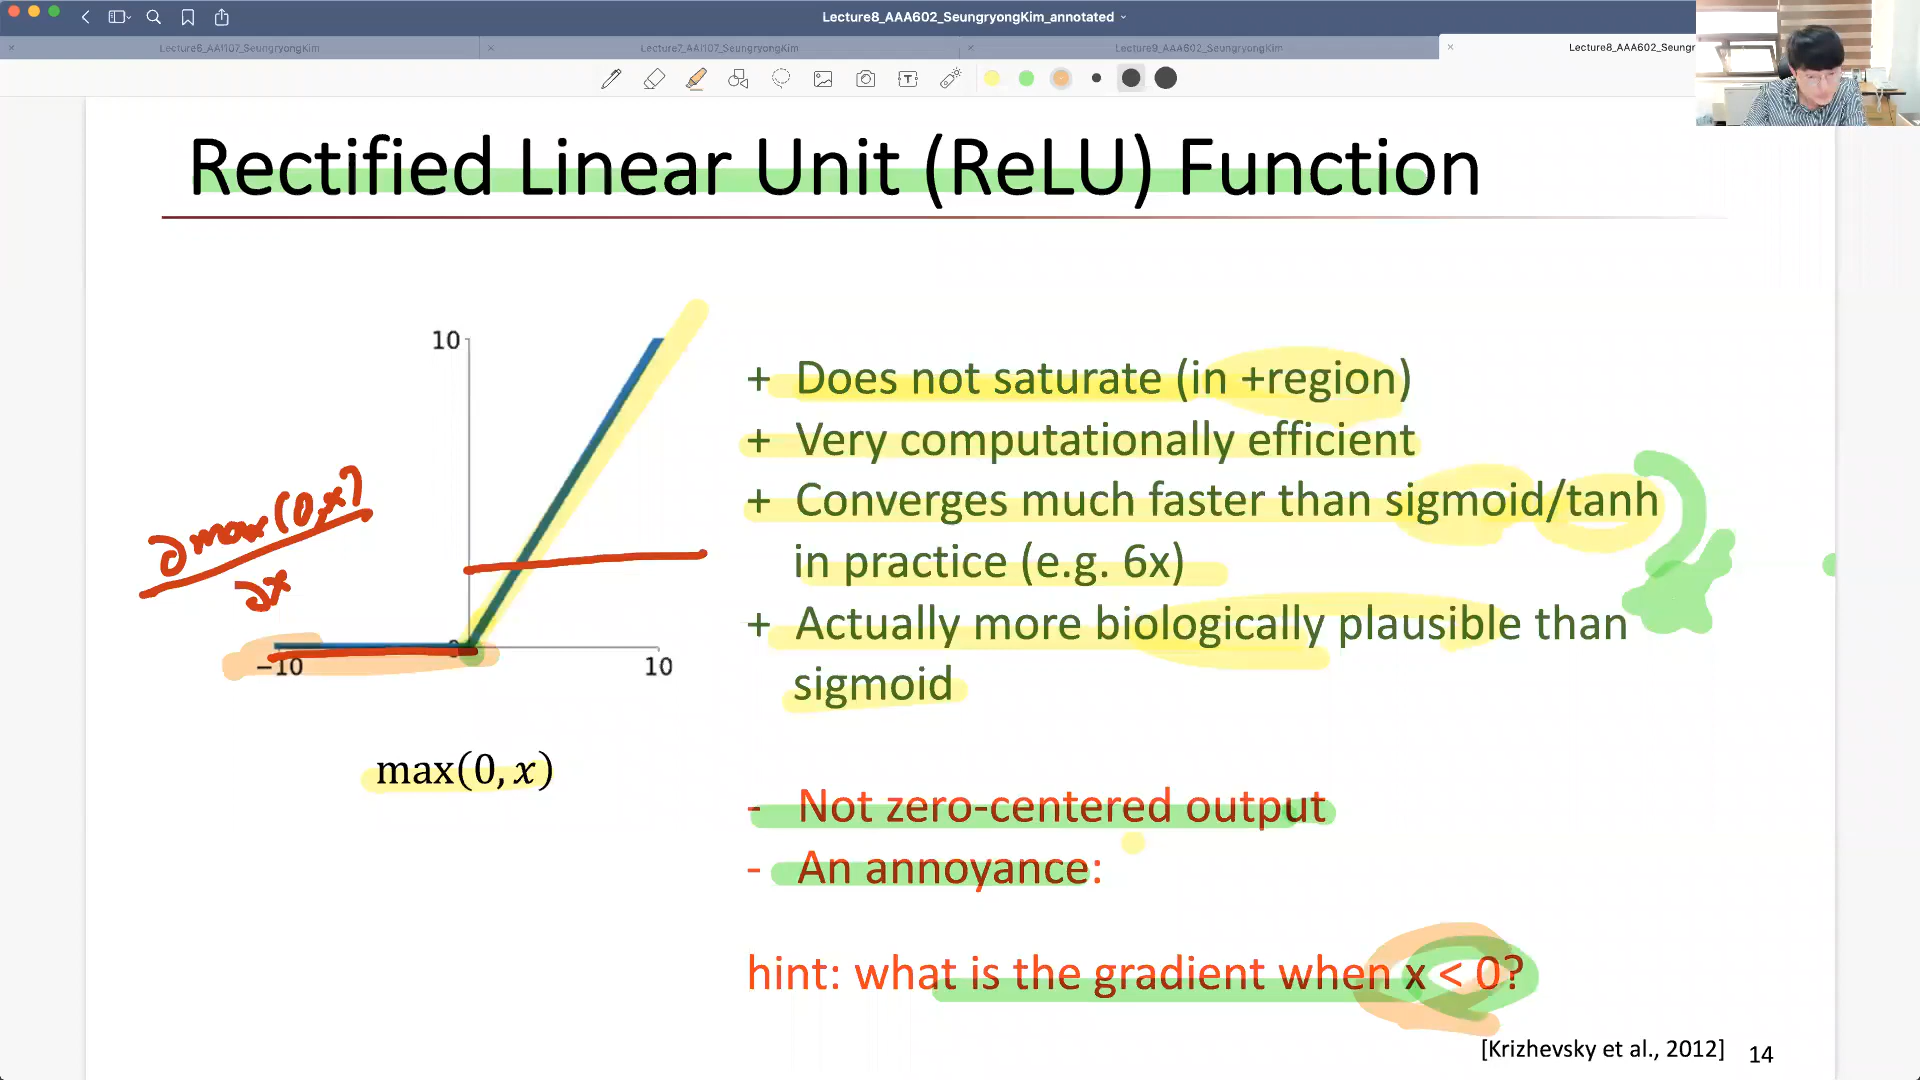 Lecture8_AAA602_SeungryongKim_annotated
Lecture6_AAI107_SeungryongKim
Lecture7_AAI107_SeungryongKim
Lecture9_AAA602_SeungryongKim
Lecture8_AAA602_Seungr
Rectified Linear Unit (ReLU) Function
10
0
−10
10
∂max(0,x)
∂x
max(0, x)
+ Does not saturate (in +region)
+ Very computationally efficient
+ Converges much faster than sigmoid/tanh
in practice (e.g. 6x)
+ Actually more biologically plausible than
sigmoid
- Not zero-centered output
- An annoyance:
hint: what is the gradient when x < 0?
[Krizhevsky et al., 2012]
14